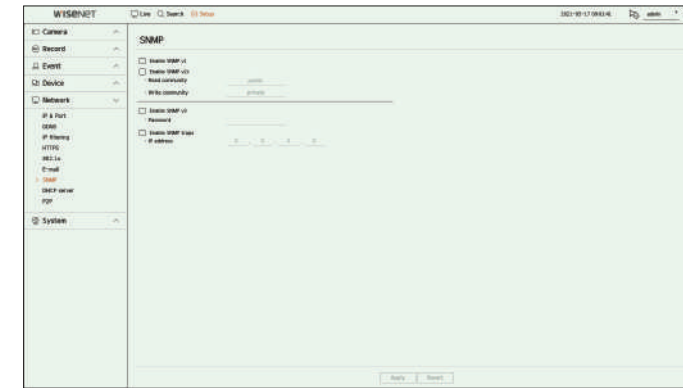 WISENET
Live Search Setup
admin
Camera
Record
Event
Device
Network
IP & Port
DDNS
IP filtering
HTTPS
802.1x
E-mail
SNMP
DHCP server
P2P
System
SNMP
Enable SNMP v1
Enable SNMP v2c
Read community public
Write community private
Enable SNMP v3
Password
Enable SNMP traps
IP address 0 . 0 . 0 . 0
Apply Revert